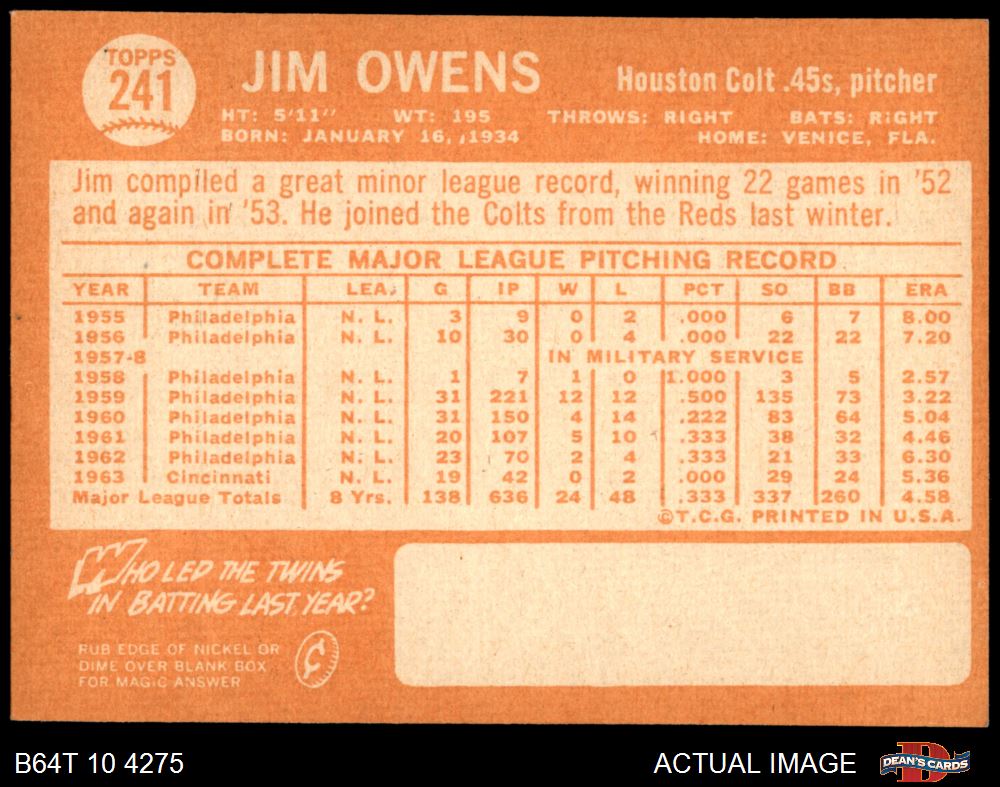 TOPPS
241
JIM OWENS
Houston Colt .45s, pitcher
HT: 5'11" WT: 195 THROWS: RIGHT BATS: RIGHT
BORN: JANUARY 16, 1934 HOME: VENICE, FLA.
Jim compiled a great minor league record, winning 22 games in '52
and again in '53. He joined the Colts from the Reds last winter.
COMPLETE MAJOR LEAGUE PITCHING RECORD
YEAR TEAM LEA. G IP W L PCT SO BB ERA
1955 Philadelphia N. L. 3 9 0 2 .000 6 7 8.00
1956 Philadelphia N. L. 10 30 0 4 .000 22 22 7.20
1957-8 IN MILITARY SERVICE
1958 Philadelphia N. L. 1 7 1 0 1.000 3 5 2.57
1959 Philadelphia N. L. 31 221 12 12 .500 135 73 3.22
1960 Philadelphia N. L. 31 150 4 14 .222 83 64 5.04
1961 Philadelphia N. L. 20 107 5 10 .333 38 32 4.46
1962 Philadelphia N. L. 23 70 2 4 .333 21 33 6.30
1963 Cincinnati N. L. 19 42 0 2 .000 29 24 5.36
Major League Totals 8 Yrs. 138 636 24 48 .333 337 260 4.58
©T.C.G. PRINTED IN U.S.A.
WHO LED THE TWINS
IN BATTING LAST YEAR?
RUB EDGE OF NICKEL OR
DIME OVER BLANK BOX
FOR MAGIC ANSWER
¢
B64T 10 4275
ACTUAL IMAGE
DEAN'S CARDS